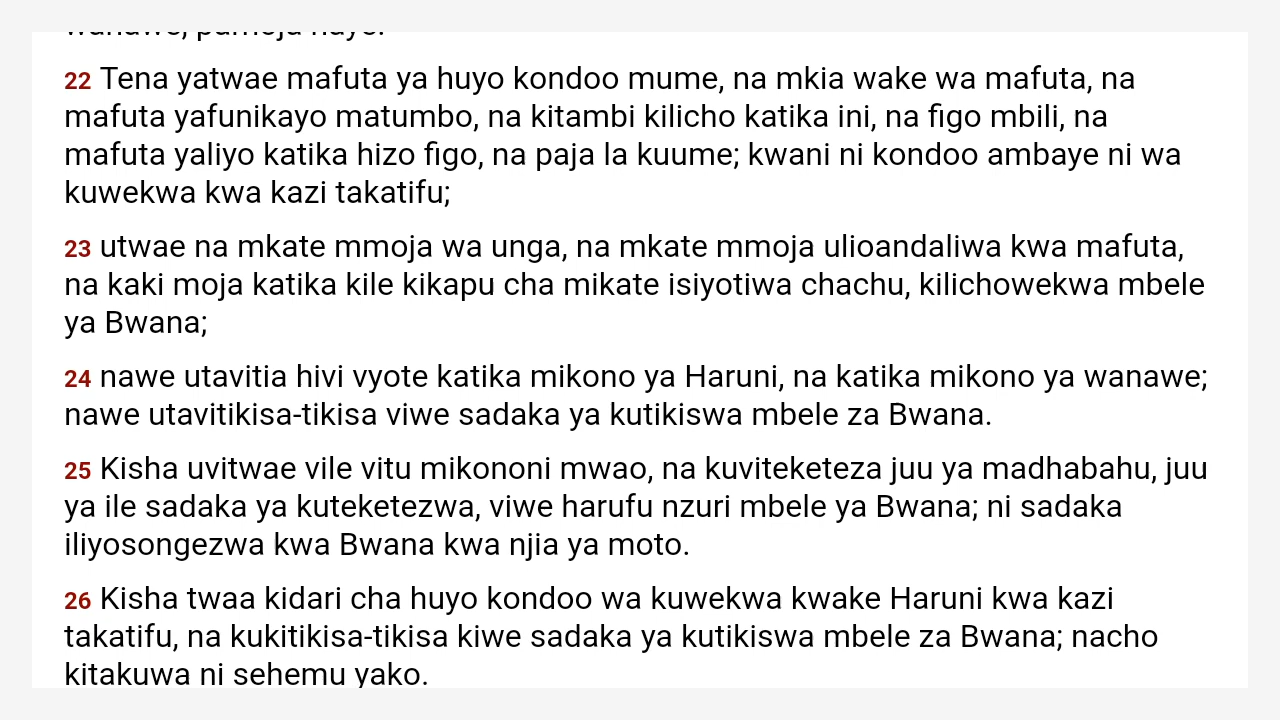 wanawe, pamoja naye.
22 Tena yatwae mafuta ya huyo kondoo mume, na mkia wake wa mafuta, na
mafuta yafunikayo matumbo, na kitambi kilicho katika ini, na figo mbili, na
mafuta yaliyo katika hizo figo, na paja la kuume; kwani ni kondoo ambaye ni wa
kuwekwa kwa kazi takatifu;
23 utwae na mkate mmoja wa unga, na mkate mmoja ulioandaliwa kwa mafuta,
na kaki moja katika kile kikapu cha mikate isiyotiwa chachu, kilichowekwa mbele
ya Bwana;
24 nawe utavitia hivi vyote katika mikono ya Haruni, na katika mikono ya wanawe;
nawe utavitikisa-tikisa viwe sadaka ya kutikiswa mbele za Bwana.
25 Kisha uvitwae vile vitu mikononi mwao, na kuviteketeza juu ya madhabahu, juu
ya ile sadaka ya kuteketezwa, viwe harufu nzuri mbele ya Bwana; ni sadaka
iliyosongezwa kwa Bwana kwa njia ya moto.
26 Kisha twaa kidari cha huyo kondoo wa kuwekwa kwake Haruni kwa kazi
takatifu, na kukitikisa-tikisa kiwe sadaka ya kutikiswa mbele za Bwana; nacho
kitakuwa ni sehemu yako.